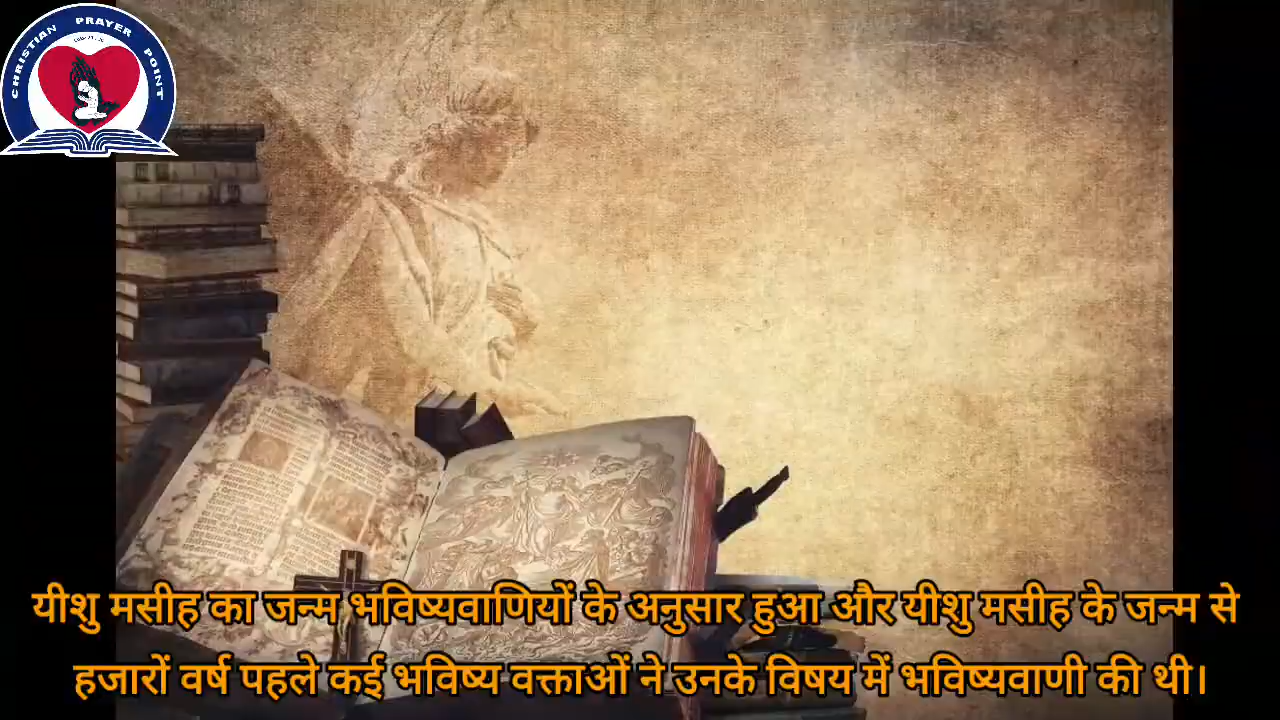 CHRISTIAN PRAYER POINT
यीशु मसीह का जन्म भविष्यवाणियों के अनुसार हुआ और यीशु मसीह के जन्म से
हजारों वर्ष पहले कई भविष्य वक्ताओं ने उनके विषय में भविष्यवाणी की थी।